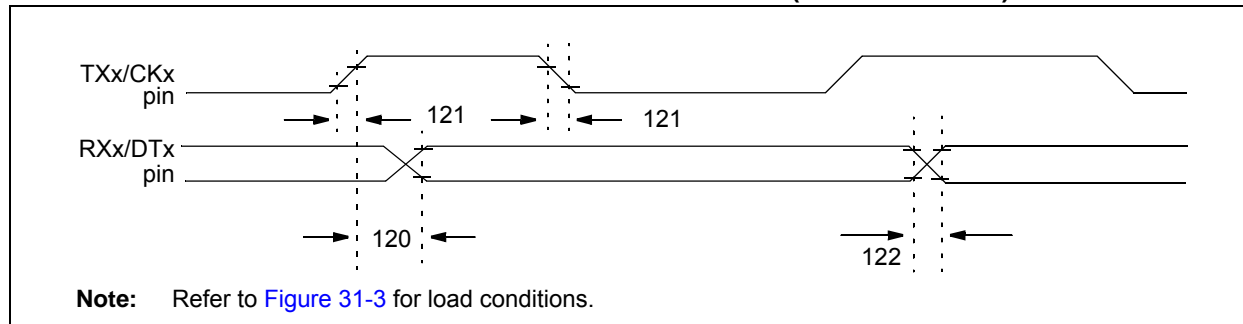 TXx/CKx
pin
121
121
RXx/DTx
pin
120
122
Note: Refer to Figure 31-3 for load conditions.